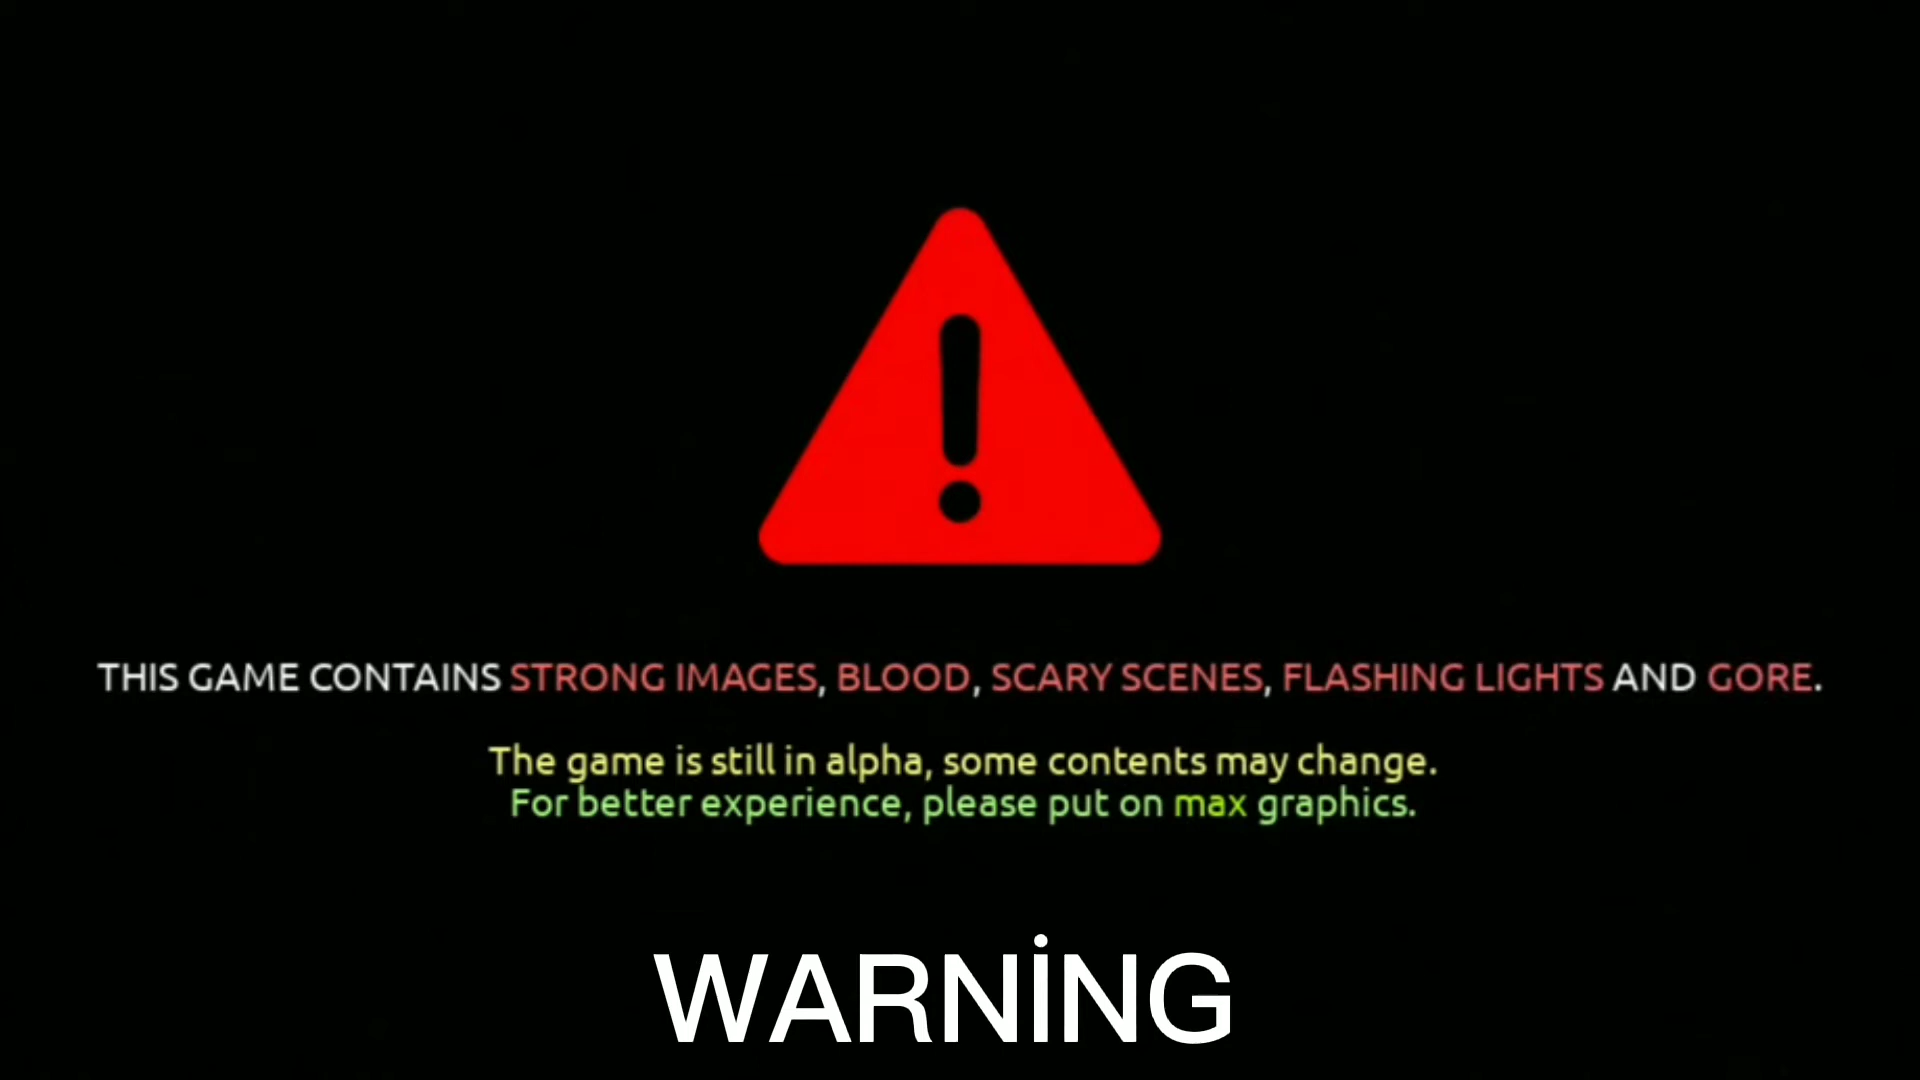 THIS GAME CONTAINS STRONG IMAGES, BLOOD, SCARY SCENES, FLASHING LIGHTS AND GORE.
The game is still in alpha, some contents may change.
For better experience, please put on max graphics.
WARNİNG